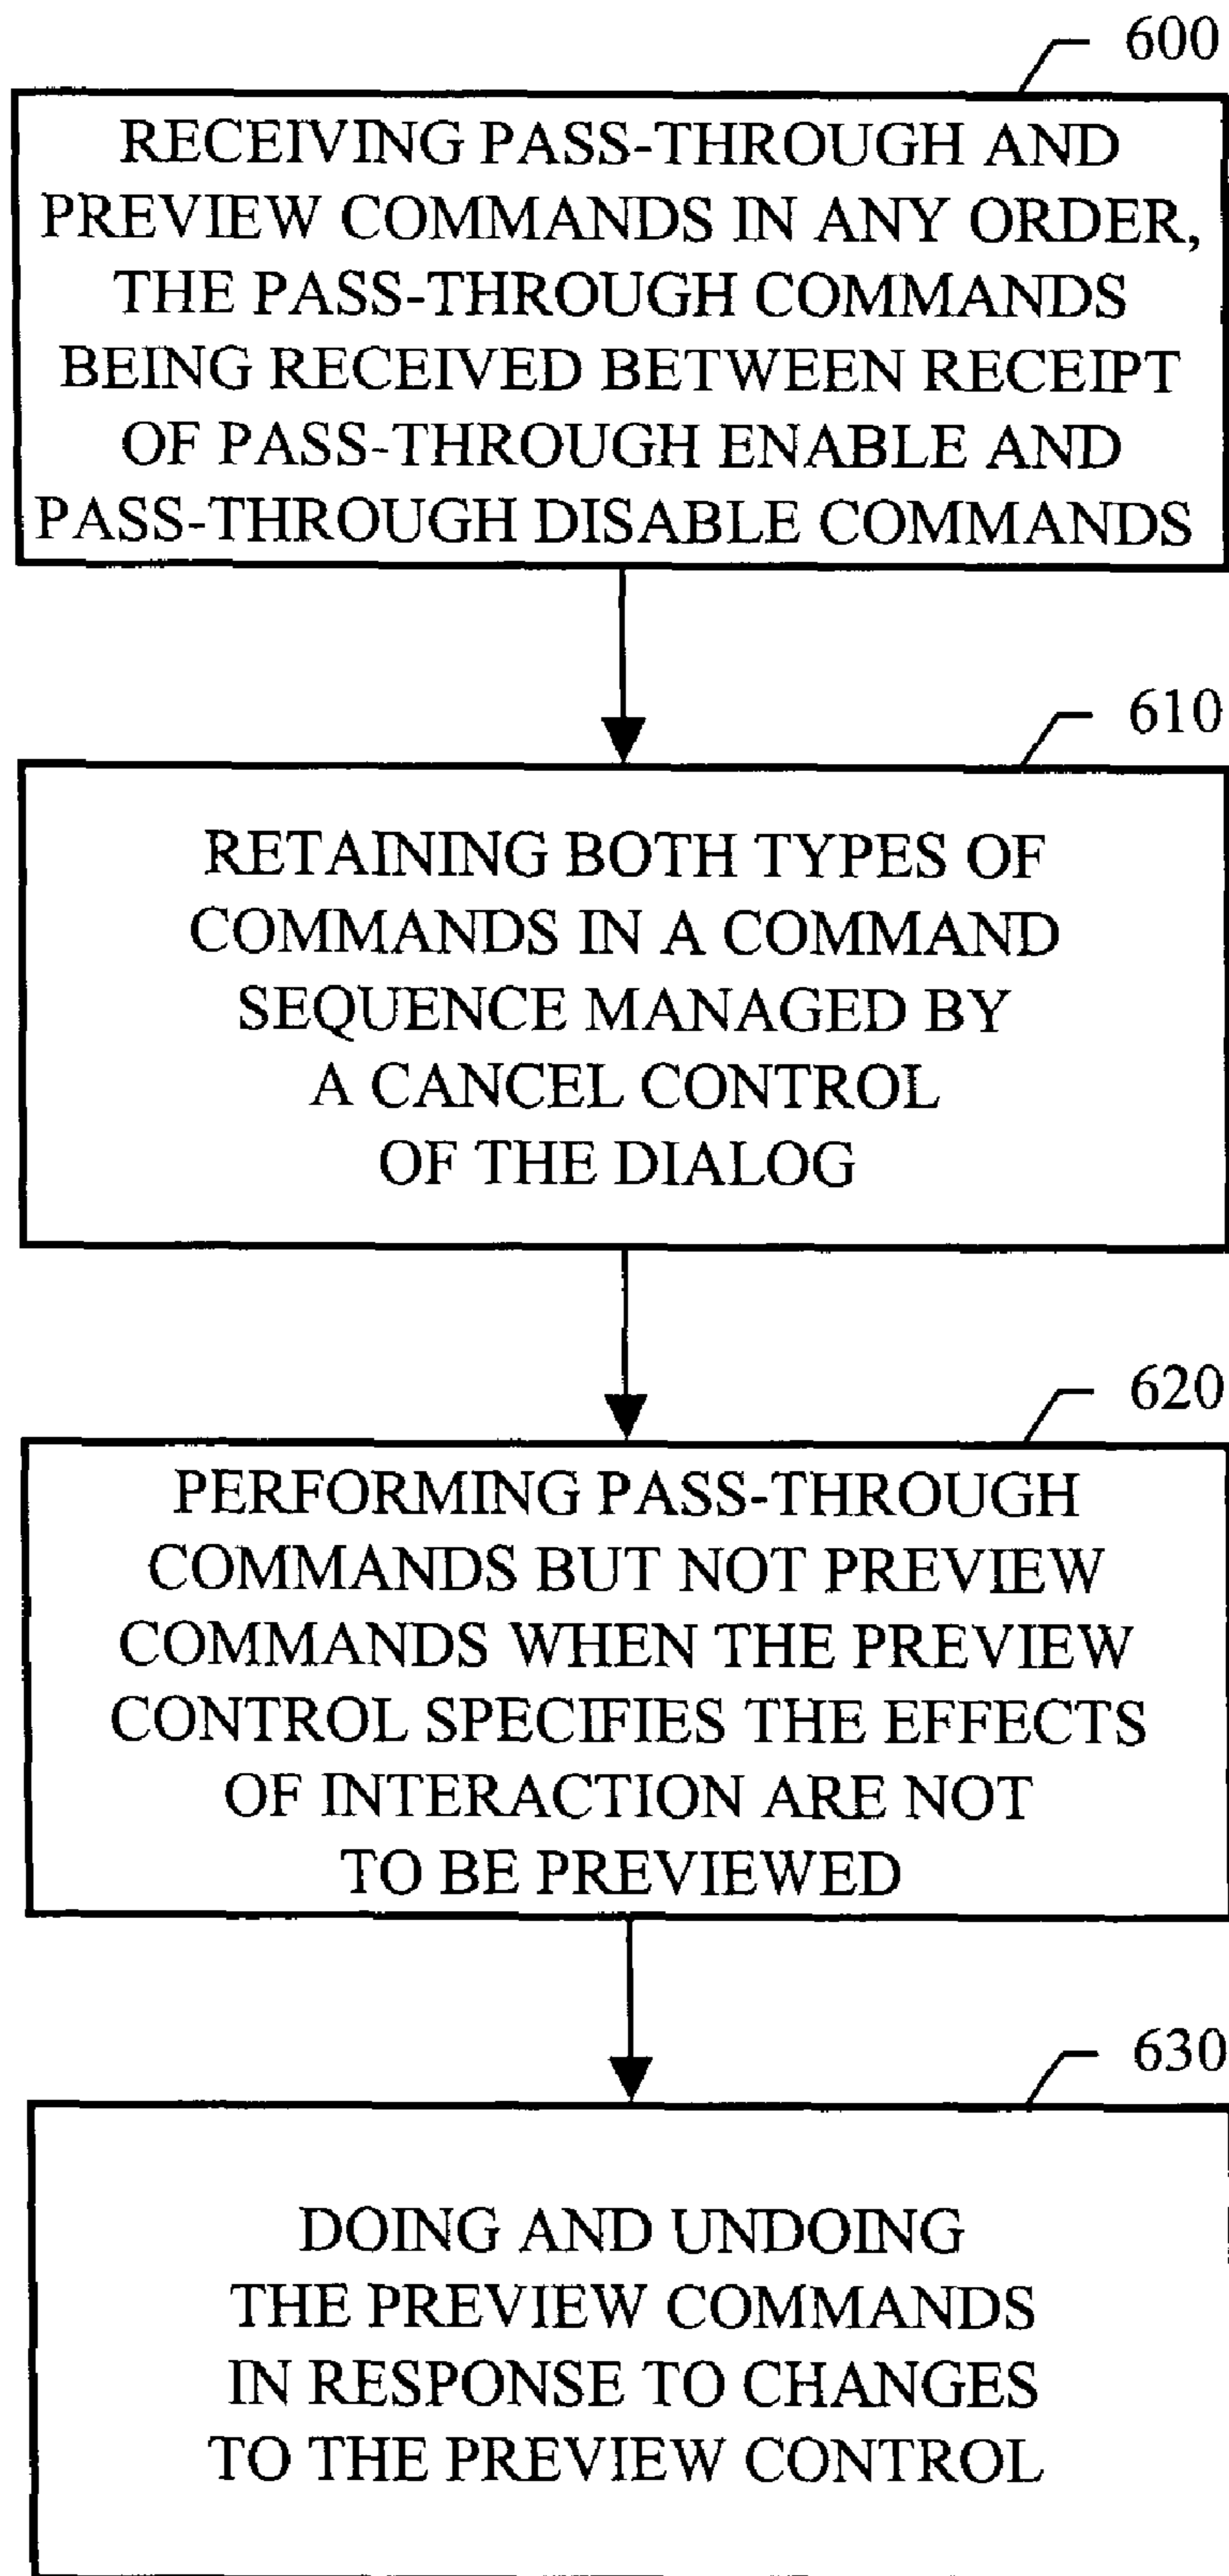 600
RECEIVING PASS-THROUGH AND
PREVIEW COMMANDS IN ANY ORDER,
THE PASS-THROUGH COMMANDS
BEING RECEIVED BETWEEN RECEIPT
OF PASS-THROUGH ENABLE AND
PASS-THROUGH DISABLE COMMANDS
610
RETAINING BOTH TYPES OF
COMMANDS IN A COMMAND
SEQUENCE MANAGED BY
A CANCEL CONTROL
OF THE DIALOG
620
PERFORMING PASS-THROUGH
COMMANDS BUT NOT PREVIEW
COMMANDS WHEN THE PREVIEW
CONTROL SPECIFIES THE EFFECTS
OF INTERACTION ARE NOT
TO BE PREVIEWED
630
DOING AND UNDOING
THE PREVIEW COMMANDS
IN RESPONSE TO CHANGES
TO THE PREVIEW CONTROL